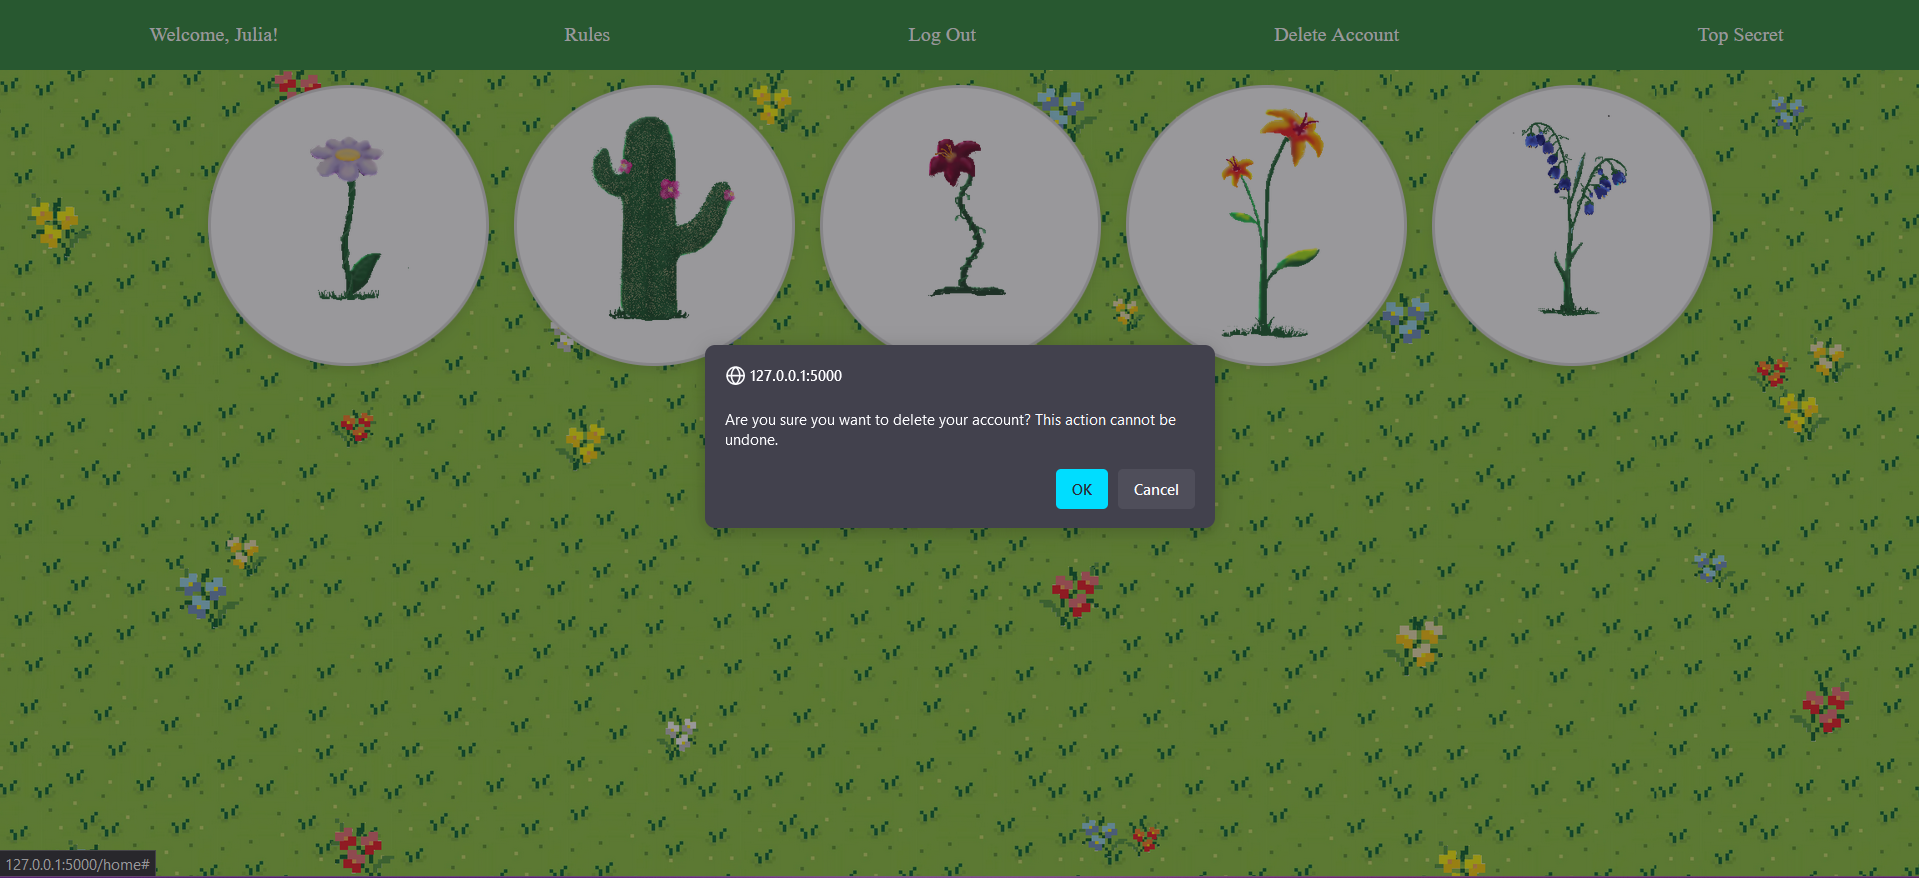 Welcome, Julia!
Rules
Log Out
Delete Account
Top Secret
127.0.0.1:5000
Are you sure you want to delete your account? This action cannot be
undone.
OK
Cancel
127.0.0.1:5000/home#